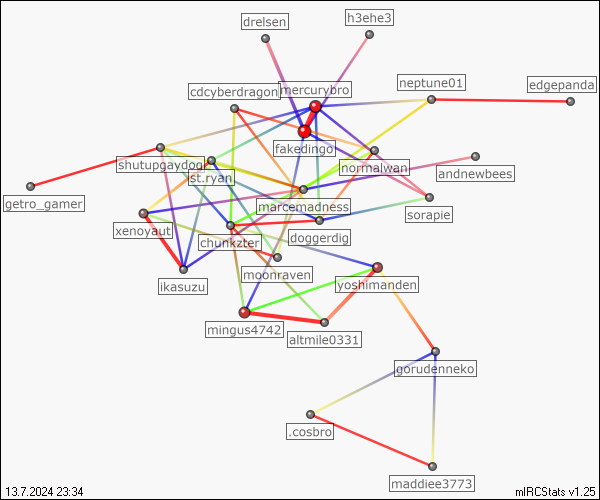 h3ehe3
drelsen
neptune01
edgepanda
cdcyberdragon
mercurybro
fakedingo
normalwan
shutupgaydog
st.ryan
andnewbees
getro_gamer
marcemadness
sorapie
xenoyaut
chunkzter
doggerdig
moonraven
ikasuzu
yoshimanden
mingus4742
altmile0331
gorudenneko
.cosbro
maddiee3773
13.7.2024 23:34
mIRCStats v1.25